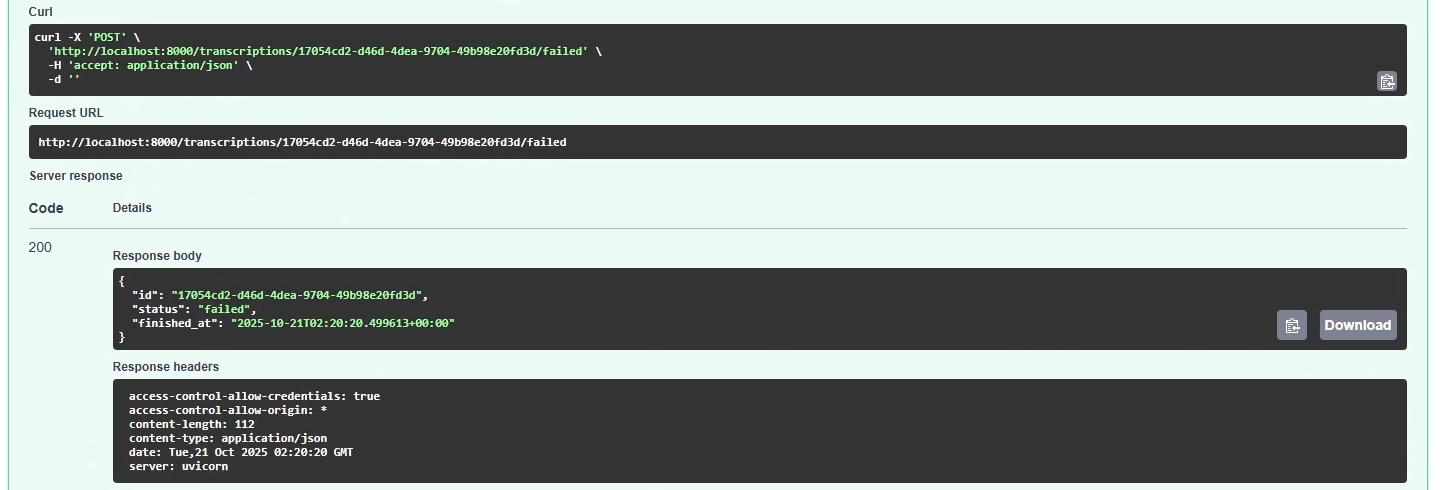 Curl
curl -X 'POST' \
  'http://localhost:8000/transcriptions/17054cd2-d46d-4dea-9704-49b98e20fd3d/failed' \
  -H 'accept: application/json' \
  -d ''
Request URL
http://localhost:8000/transcriptions/17054cd2-d46d-4dea-9704-49b98e20fd3d/failed
Server response
Code Details
200
Response body
{
  "id": "17054cd2-d46d-4dea-9704-49b98e20fd3d",
  "status": "failed",
  "finished_at": "2025-10-21T02:20:20.499613+00:00"
}
Download
Response headers
access-control-allow-credentials: true
access-control-allow-origin: *
content-length: 112
content-type: application/json
date: Tue,21 Oct 2025 02:20:20 GMT
server: uvicorn